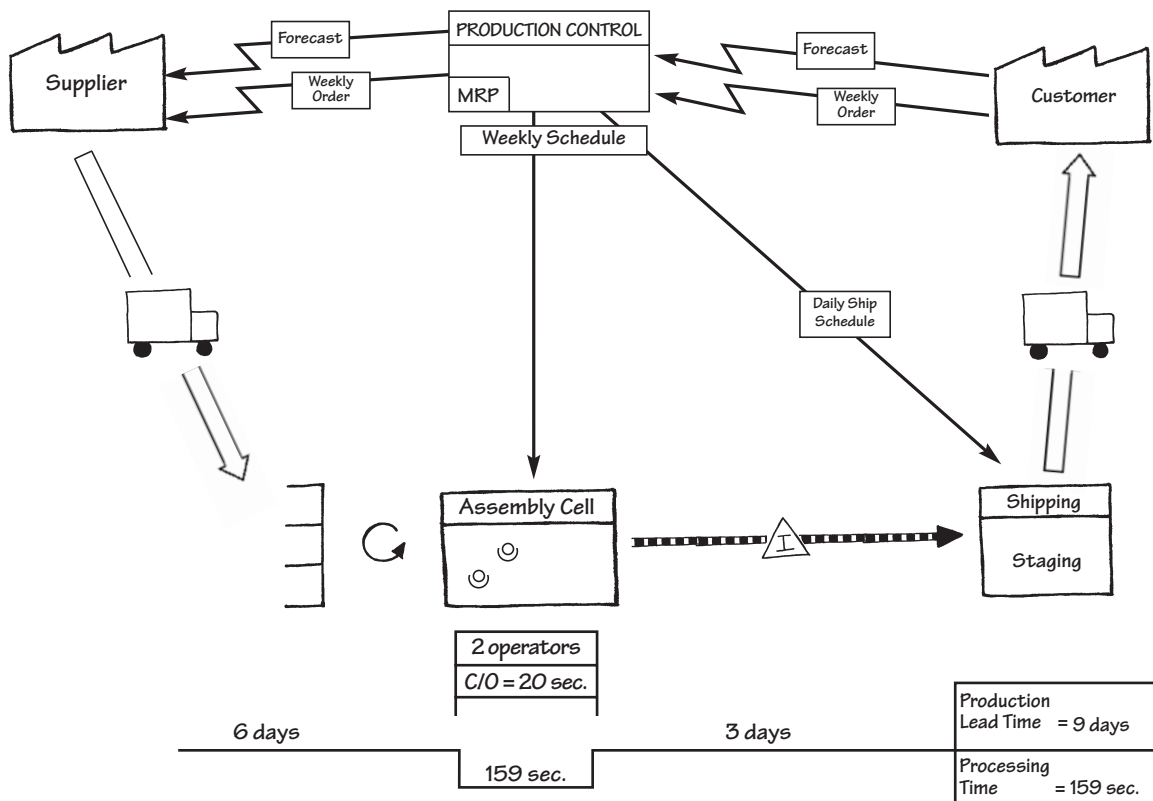 PRODUCTION CONTROL
Forecast
Forecast
Supplier
Weekly
Order
MRP
Weekly
Order
Customer
Weekly Schedule
Daily Ship
Schedule
Assembly Cell
I
Shipping
Staging
2 operators
C/O = 20 sec.
6 days
159 sec.
3 days
Production
Lead Time = 9 days
Processing
Time = 159 sec.